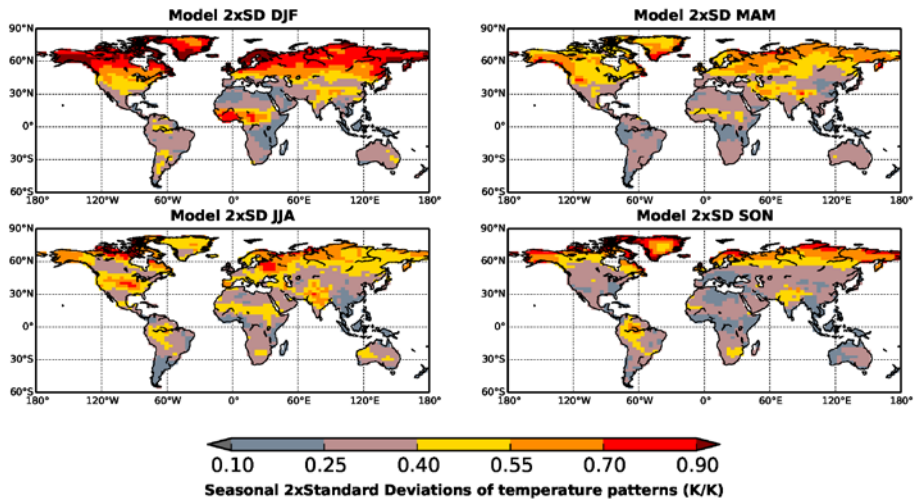 Model 2xSD DJF
90°N
60°N
30°N
0°
30°S
60°S
180° 120°W 60°W 0° 60°E 120°E 180°
Model 2xSD MAM
90°N
60°N
30°N
0°
30°S
60°S
180° 120°W 60°W 0° 60°E 120°E 180°
Model 2xSD JJA
90°N
60°N
30°N
0°
30°S
60°S
180° 120°W 60°W 0° 60°E 120°E 180°
Model 2xSD SON
90°N
60°N
30°N
0°
30°S
60°S
180° 120°W 60°W 0° 60°E 120°E 180°
0.10 0.25 0.40 0.55 0.70 0.90
Seasonal 2xStandard Deviations of temperature patterns (K/K)